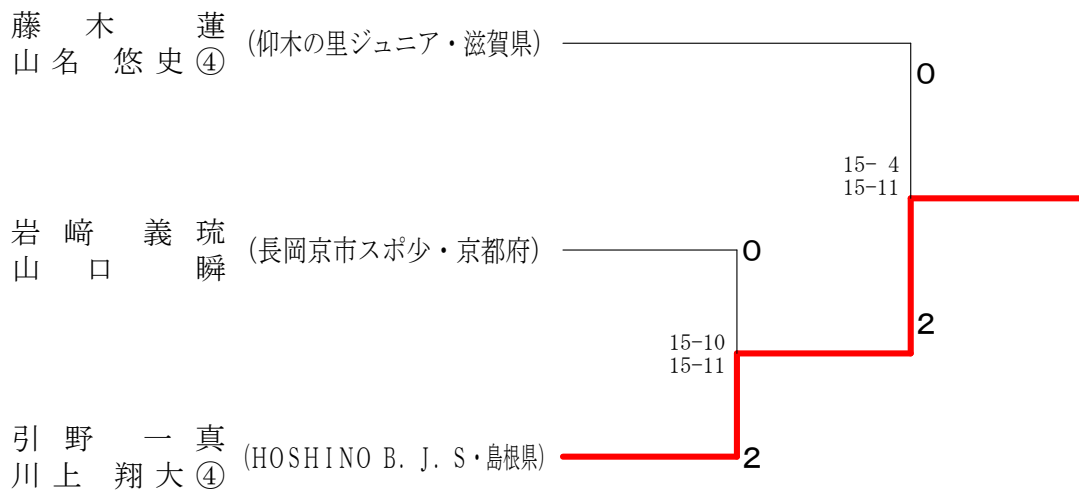 藤木 蓮
山名 悠史④
(仰木の里ジュニア・滋賀県)
0
15- 4
15-11
岩﨑 義琉
山口 瞬
(長岡京市スポ少・京都府)
0
2
15-10
15-11
引野 一真
川上 翔大④
(HOSHINO B. J. S・島根県)
2